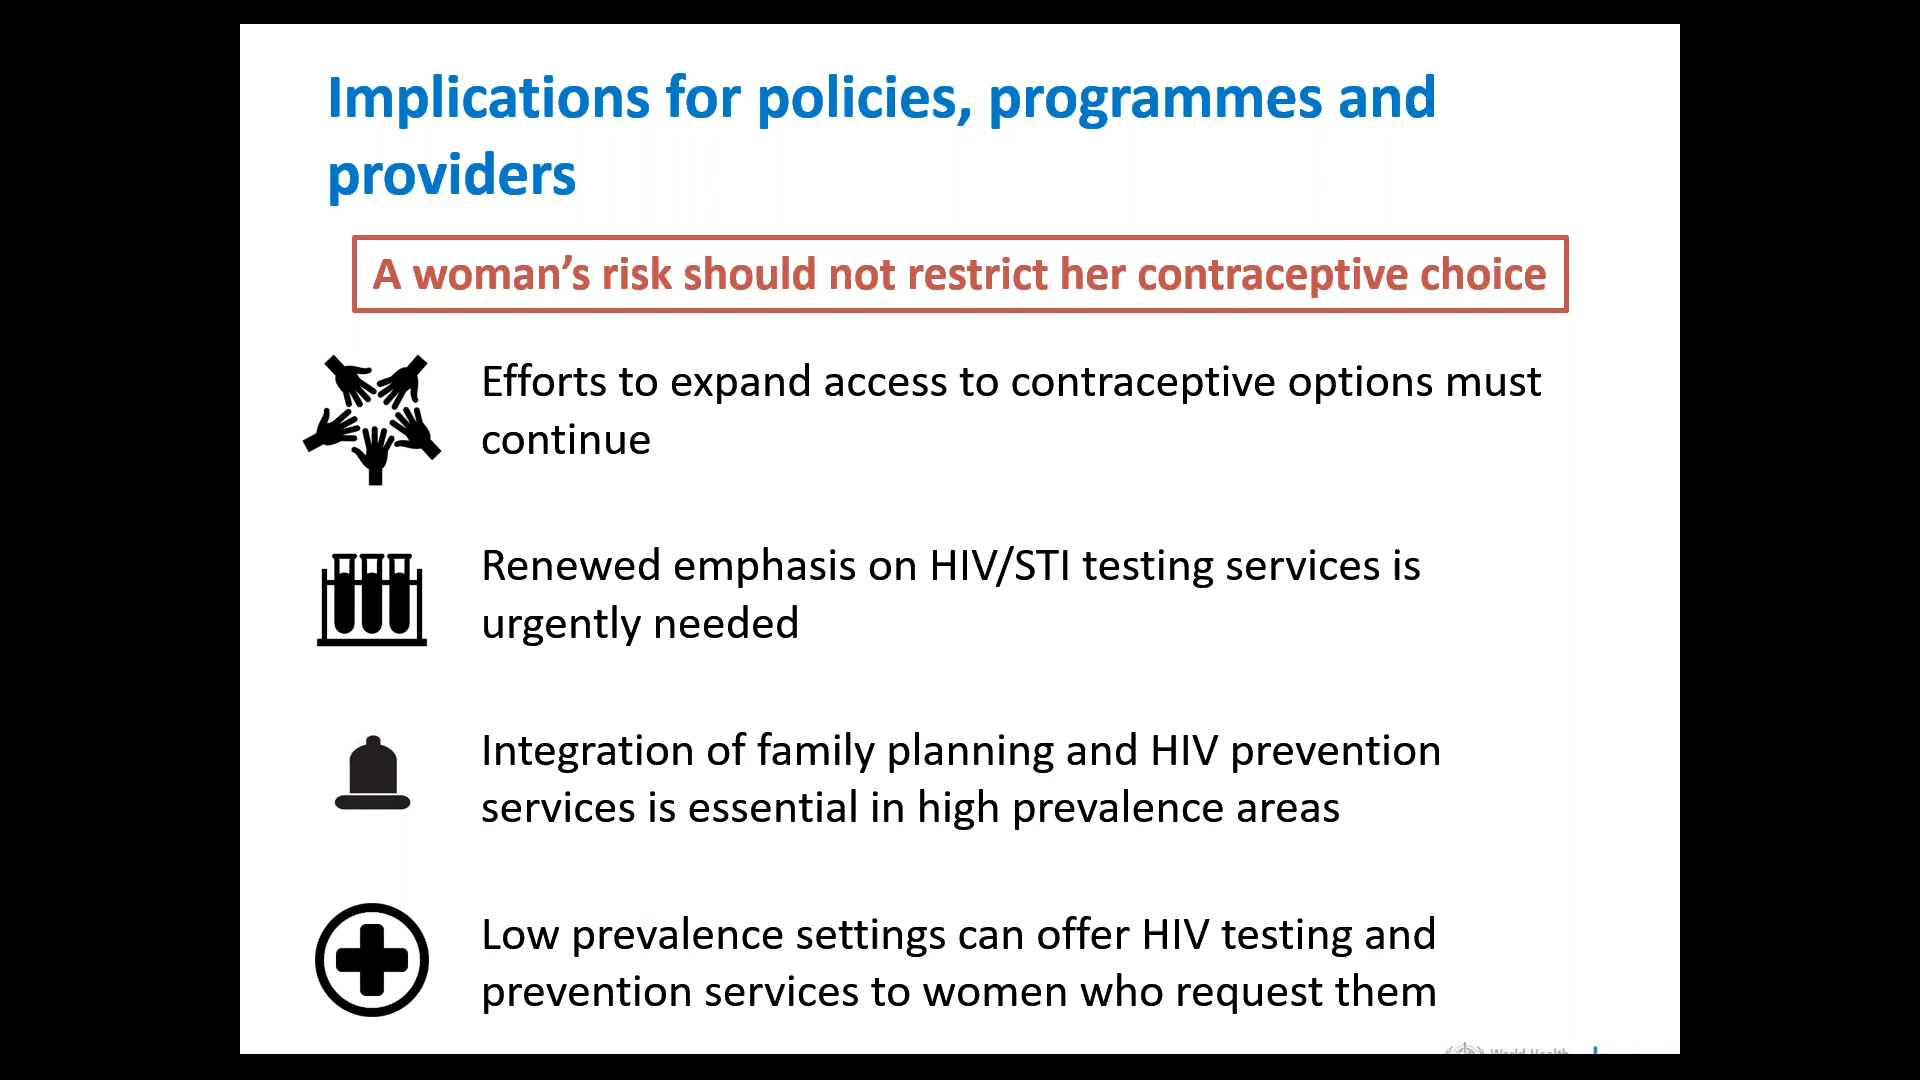 Implications for policies, programmes and
providers
A woman’s risk should not restrict her contraceptive choice
Efforts to expand access to contraceptive options must
continue
Renewed emphasis on HIV/STI testing services is
urgently needed
Integration of family planning and HIV prevention
services is essential in high prevalence areas
Low prevalence settings can offer HIV testing and
prevention services to women who request them
World Health